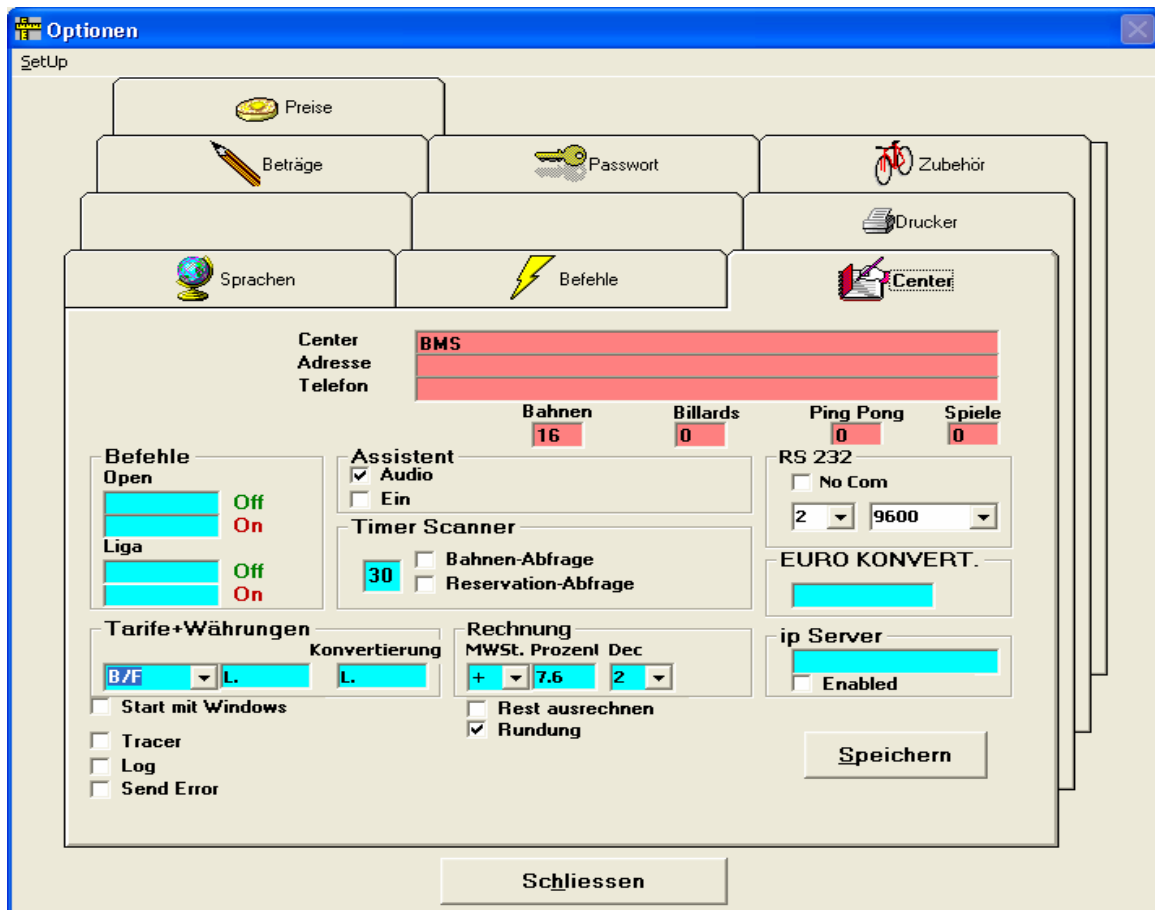 Optionen
SetUp
Preise
Beträge
Passwort
Zubehör
Drucker
Sprachen
Befehle
Center
Center BMS
Adresse
Telefon
Bahnen Billards Ping Pong Spiele
16 0 0 0
Befehle
Open
Off
On
Liga
Off
On
Assistent
Audio
Ein
Timer Scanner
30
Bahnen-Abfrage
Reservation-Abfrage
RS 232
No Com
2 9600
EURO KONVERT.
Tarife+Währungen
Konvertierung
B/F L. L.
Rechnung
MWSt. Prozent Dec
+ 7.6 2
ip Server
Enabled
Start mit Windows
Tracer
Log
Send Error
Rest ausrechnen
Rundung
Speichern
Schliessen